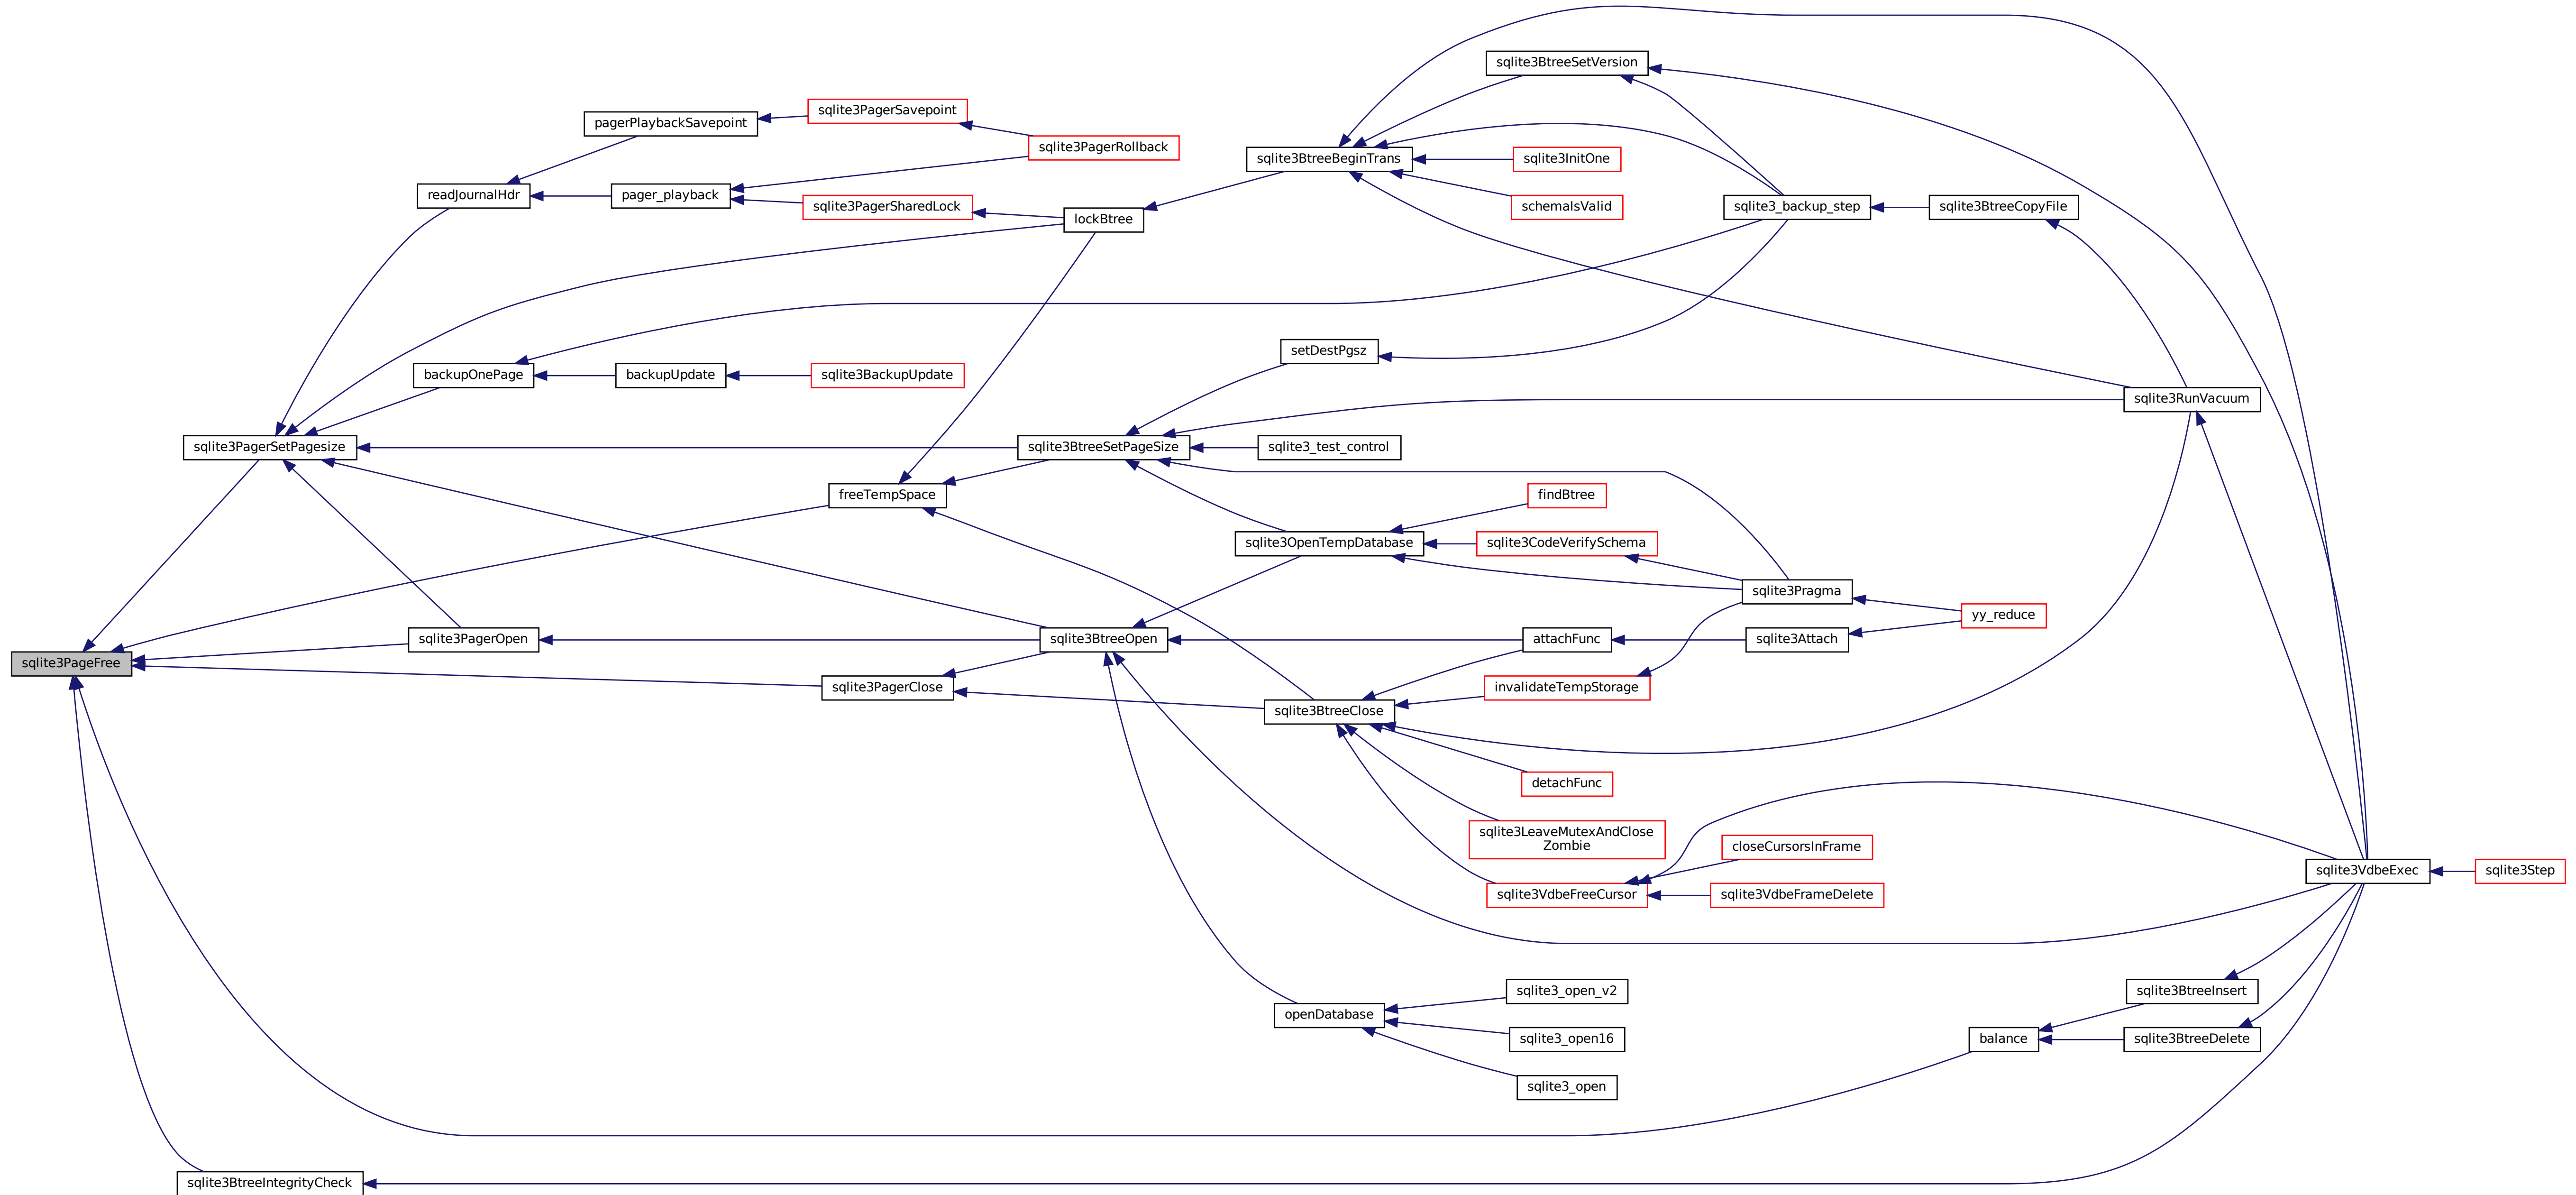 sqlite3BtreeSetVersion
sqlite3PagerSavepoint
pagerPlaybackSavepoint
sqlite3PagerRollback
sqlite3BtreeBeginTrans
sqlite3InitOne
readJournalHdr
pager_playback
sqlite3PagerSharedLock
schemaIsValid
sqlite3_backup_step
sqlite3BtreeCopyFile
lockBtree
setDestPgsz
backupOnePage
backupUpdate
sqlite3BackupUpdate
sqlite3RunVacuum
sqlite3PagerSetPagesize
sqlite3BtreeSetPageSize
sqlite3_test_control
freeTempSpace
findBtree
sqlite3OpenTempDatabase
sqlite3CodeVerifySchema
sqlite3Pragma
yy_reduce
sqlite3PagerOpen
sqlite3BtreeOpen
attachFunc
sqlite3Attach
sqlite3PageFree
sqlite3PagerClose
invalidateTempStorage
sqlite3BtreeClose
detachFunc
sqlite3LeaveMutexAndClose
Zombie
closeCursorsInFrame
sqlite3VdbeExec
sqlite3Step
sqlite3VdbeFreeCursor
sqlite3VdbeFrameDelete
sqlite3_open_v2
sqlite3BtreeInsert
openDatabase
sqlite3_open16
balance
sqlite3BtreeDelete
sqlite3_open
sqlite3BtreeIntegrityCheck